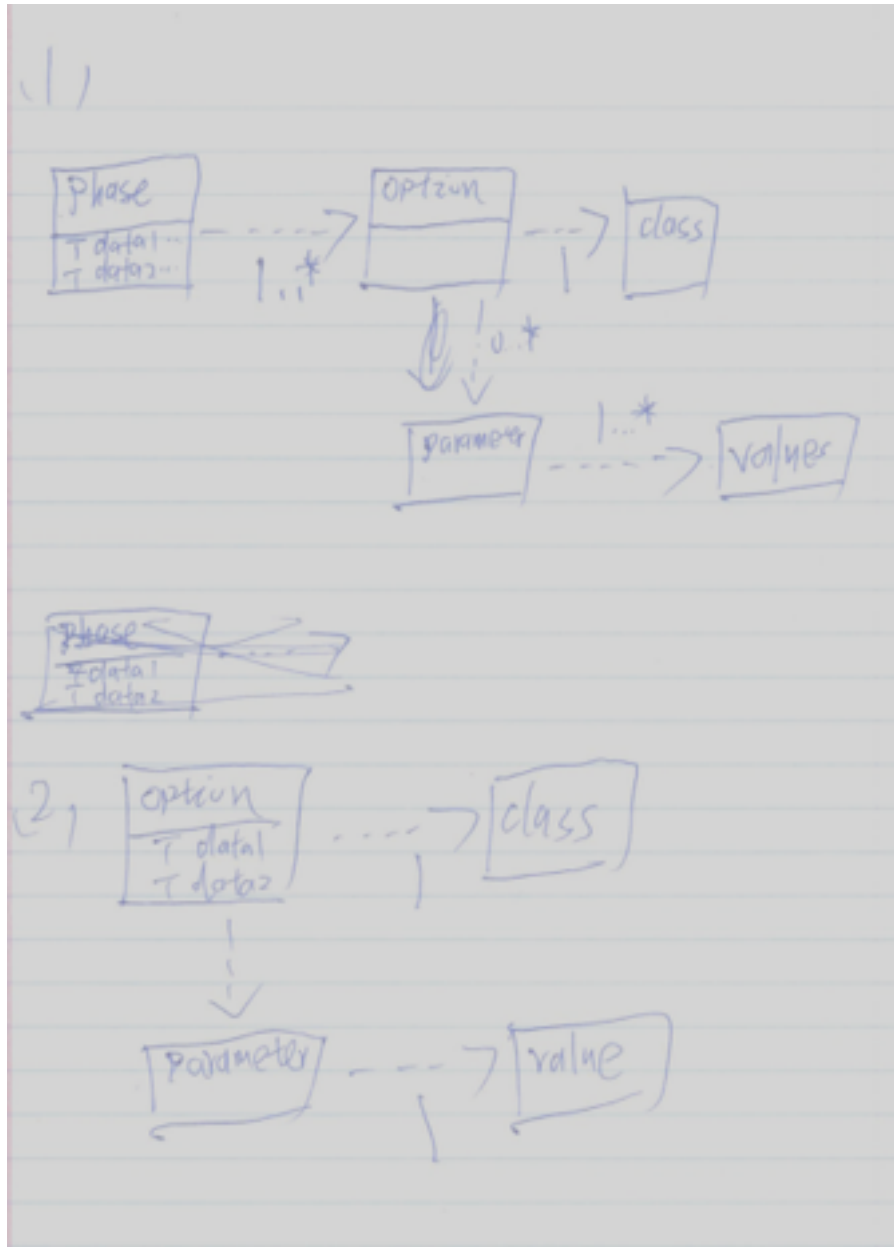 (1)
Phase
T data1...
T data2...
1..*
option
1
class
0..*
parameter
1...*
values
Phase
T data1
T data2
(2)
option
T data1
T data2
1
class
parameter
1
value